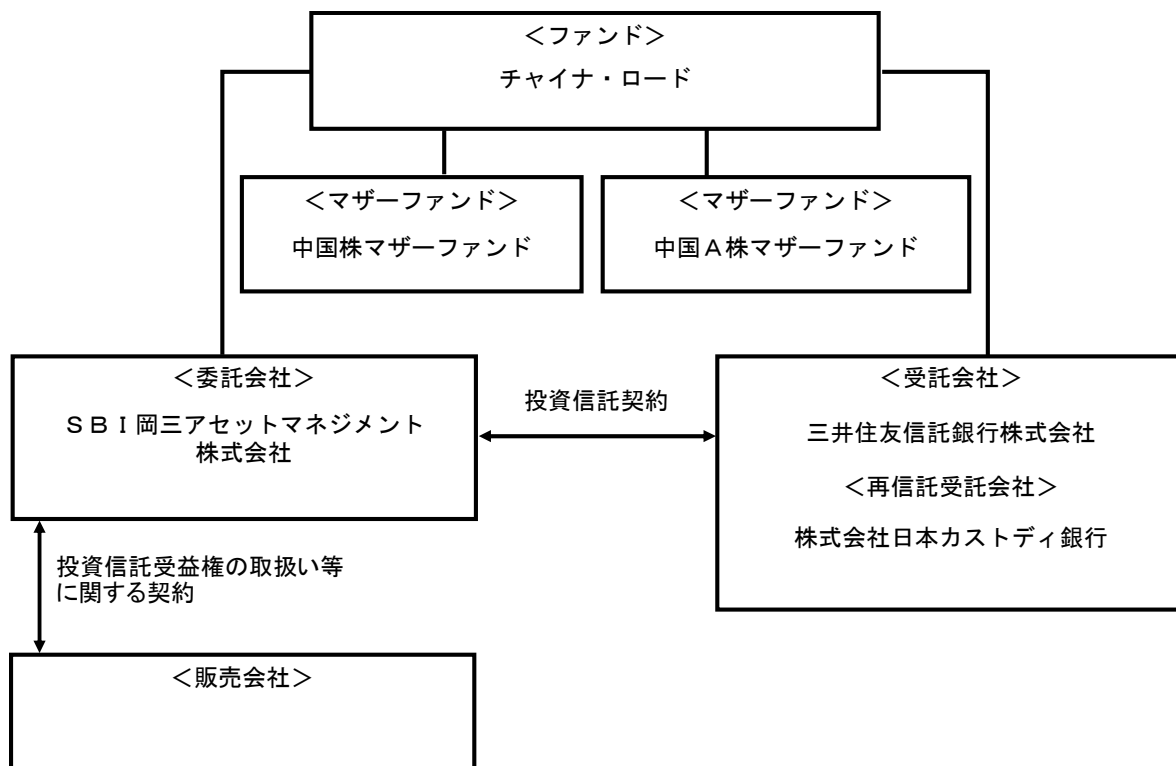 ＜ファンド＞
チャイナ・ロード
＜マザーファンド＞
中国株マザーファンド
＜マザーファンド＞
中国Ａ株マザーファンド
＜委託会社＞
ＳＢＩ岡三アセットマネジメント
株式会社
投資信託契約
＜受託会社＞
三井住友信託銀行株式会社
＜再信託受託会社＞
株式会社日本カストディ銀行
投資信託受益権の取扱い等
に関する契約
＜販売会社＞